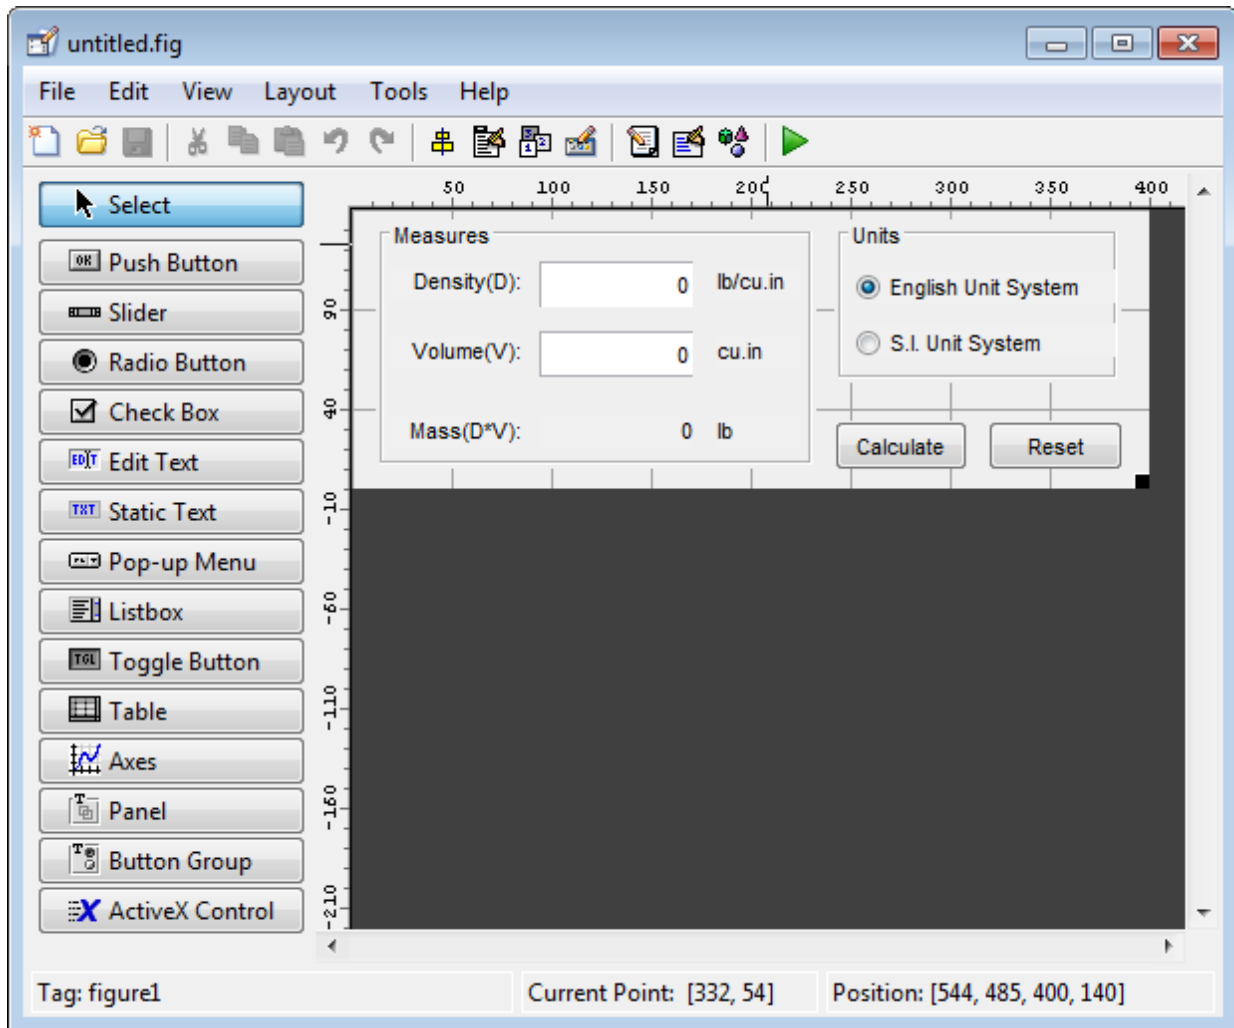 untitled.fig
File Edit View Layout Tools Help
50 100 150 200 250 300 350 400
Select
Push Button
Slider
Radio Button
Check Box
Edit Text
Static Text
Pop-up Menu
Listbox
Toggle Button
Table
Axes
Panel
Button Group
ActiveX Control
90
40
-10
-60
-110
-160
-210
Measures
Density(D): 0 lb/cu.in
Volume(V): 0 cu.in
Mass(D*V): 0 lb
Units
English Unit System
S.I. Unit System
Calculate Reset
Tag: figure1 Current Point: [332, 54] Position: [544, 485, 400, 140]